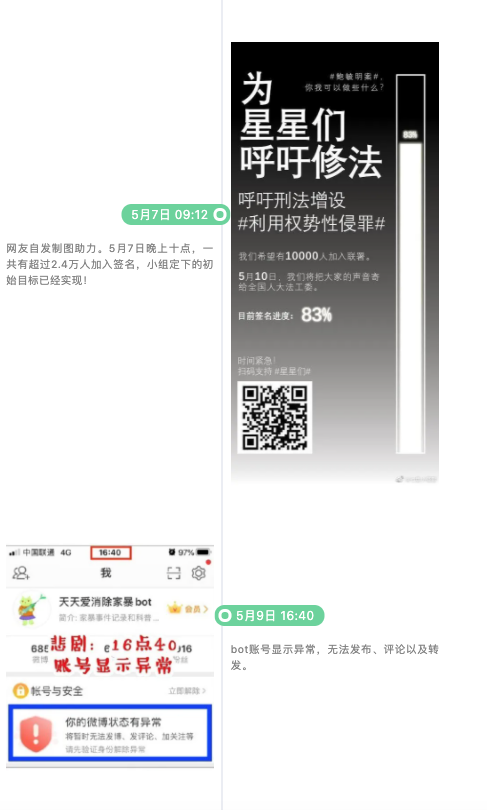 为
星星们
呼吁修法
#鲍毓明案#,
你我可以做些什么?
83%
呼吁刑法增设
#利用权势性侵罪#
我们希望有10000人加入联署。
5月10日，我们将把大家的声音寄
给全国人大法工委。
目前签名进度：83%
时间紧急!
扫码支持 #星星们#
5月7日 09:12
网友自发制图助力。5月7日晚上十点，一
共有超过2.4万人加入签名，小组定下的初
始目标已经实现!
中国联通 4G 16:40 97%
我
天天爱消除家暴bot
会员
简介: 家暴事件记录和科普...
悲剧：16点40,
账号显示异常
帐号与安全
立即解除
你的微博状态有异常
将暂时无法发博、发评论、加关注等
请先验证身份解除异常
5月9日 16:40
bot账号显示异常，无法发布、评论以及转
发。